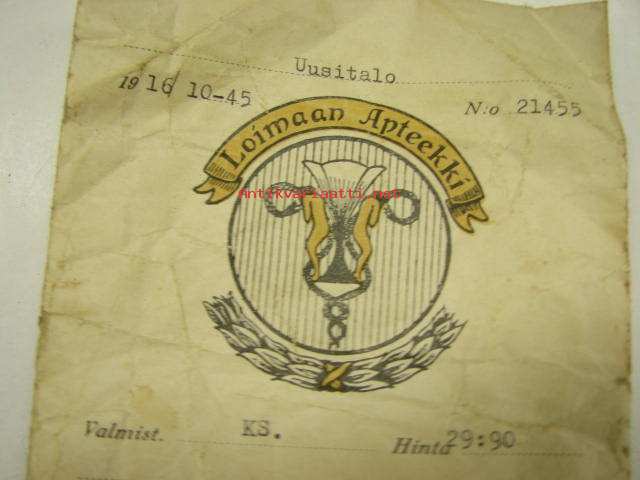 Uusitalo
19 16/10-45 N:o 21455
Loimaan Apteekki
Antikvariaatti.net
Valmist. KS. Hinta 29:90